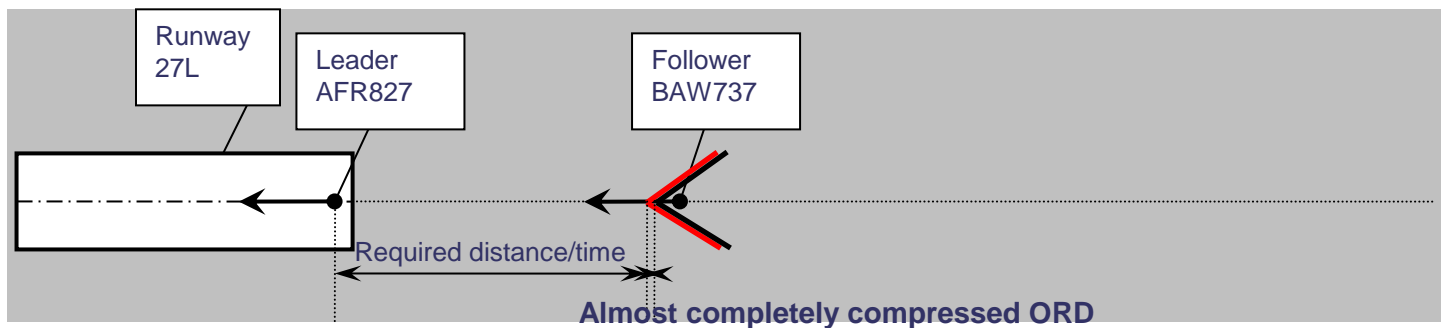 Runway
27L
Leader
AFR827
Follower
BAW737
Required distance/time
Almost completely compressed ORD